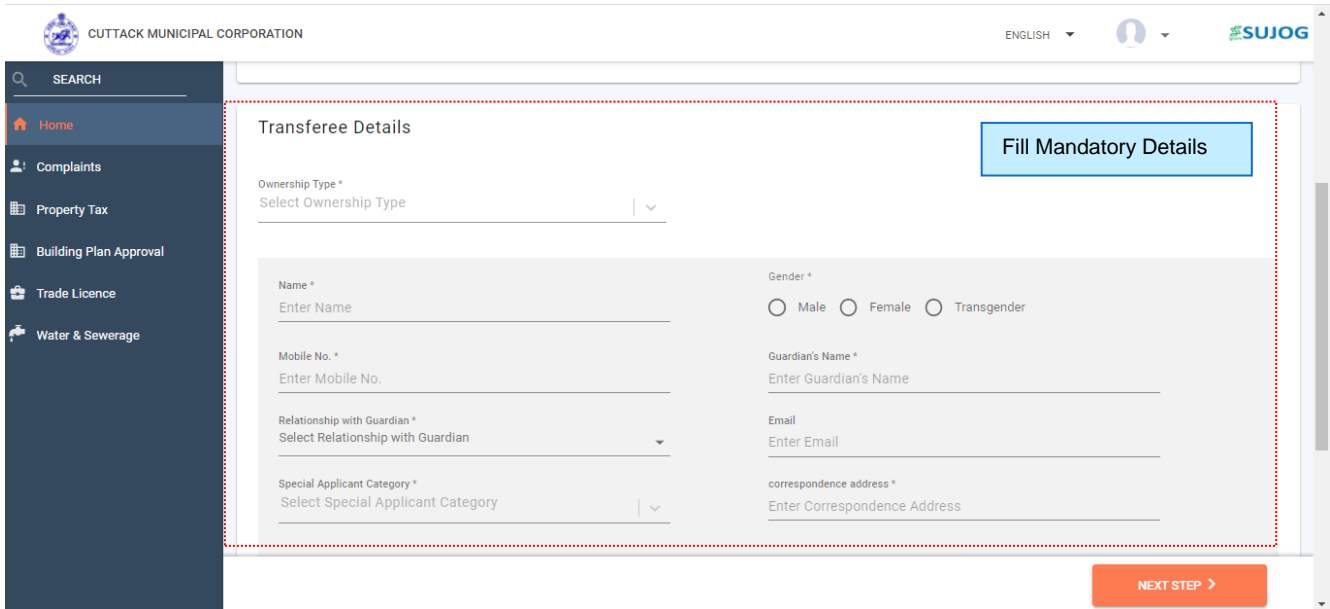 CUTTACK MUNICIPAL CORPORATION
ENGLISH
SUJOG
SEARCH
Home
Complaints
Property Tax
Building Plan Approval
Trade Licence
Water & Sewerage
Transferee Details
Fill Mandatory Details
Ownership Type *
Select Ownership Type
Name *
Enter Name
Gender *
Male Female Transgender
Mobile No. *
Enter Mobile No.
Guardian's Name *
Enter Guardian's Name
Relationship with Guardian *
Select Relationship with Guardian
Email
Enter Email
Special Applicant Category *
Select Special Applicant Category
correspondence address *
Enter Correspondence Address
NEXT STEP